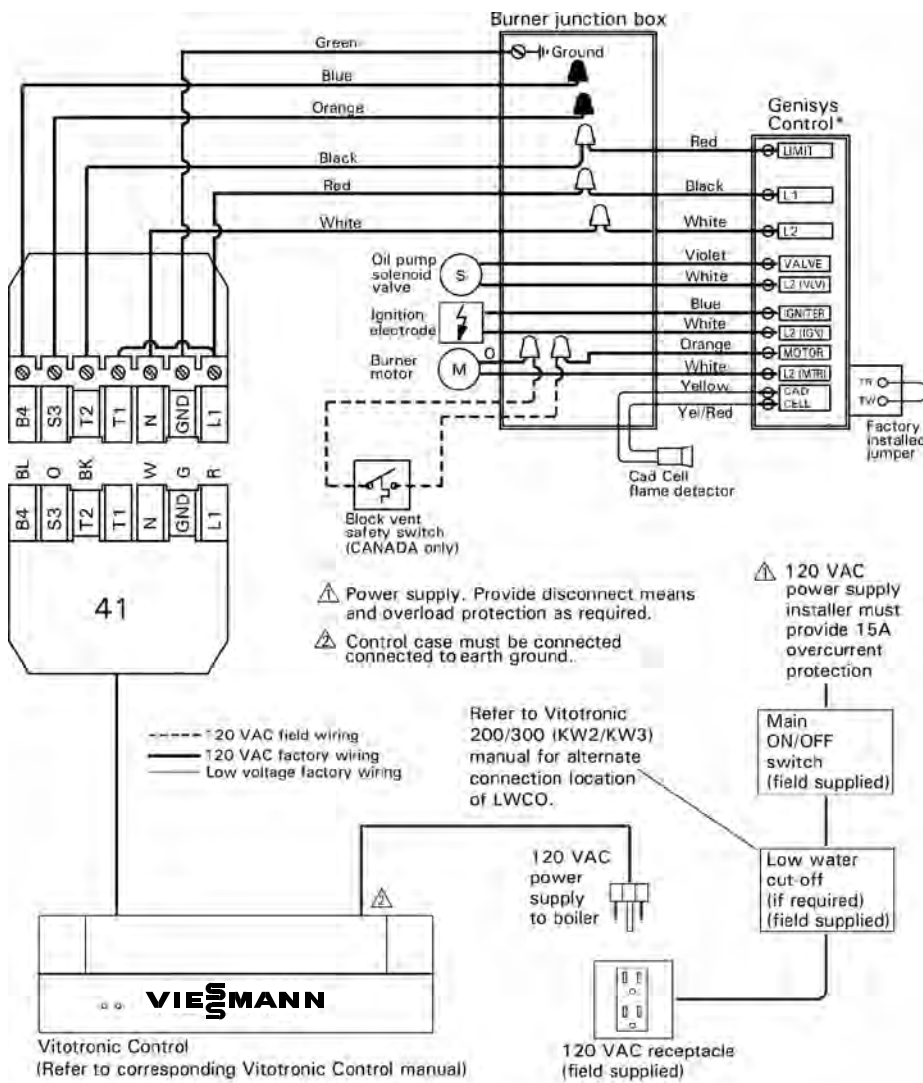 Burner junction box
Green
Ground
Blue
Orange
Genisys
Control*
Red
LIMIT
Black
Red
Black
L1
White
White
L2
Oil pump
solenoid
valve
S
Violet
VALVE
White
L2 (VLV)
Ignition
electrode
Blue
IGNITER
White
L2 (IGN)
Burner
motor
M
O
Orange
MOTOR
White
L2 (MTR)
Yellow
CAD
CELL
Yel/Red
TR
TW
Factory
installed
jumper
Cad Cell
flame detector
B4 S3 T2 T1 N GND L1
BL O BK W G R
B4 S3 T2 T1 N GND L1
41
Block vent
safety switch
(CANADA only)
1 Power supply. Provide disconnect means
and overload protection as required.
2 Control case must be connected
connected to earth ground.
1 120 VAC
power supply
installer must
provide 15A
overcurrent
protection
120 VAC field wiring
120 VAC factory wiring
Low voltage factory wiring
Refer to Vitotronic
200/300 (KW2/KW3)
manual for alternate
connection location
of LWCO.
Main
ON/OFF
switch
(field supplied)
120 VAC
power
supply
to boiler
Low water
cut-off
(if required)
(field supplied)
2
VIESSMANN
Vitotronic Control
(Refer to corresponding Vitotronic Control manual)
120 VAC receptacle
(field supplied)